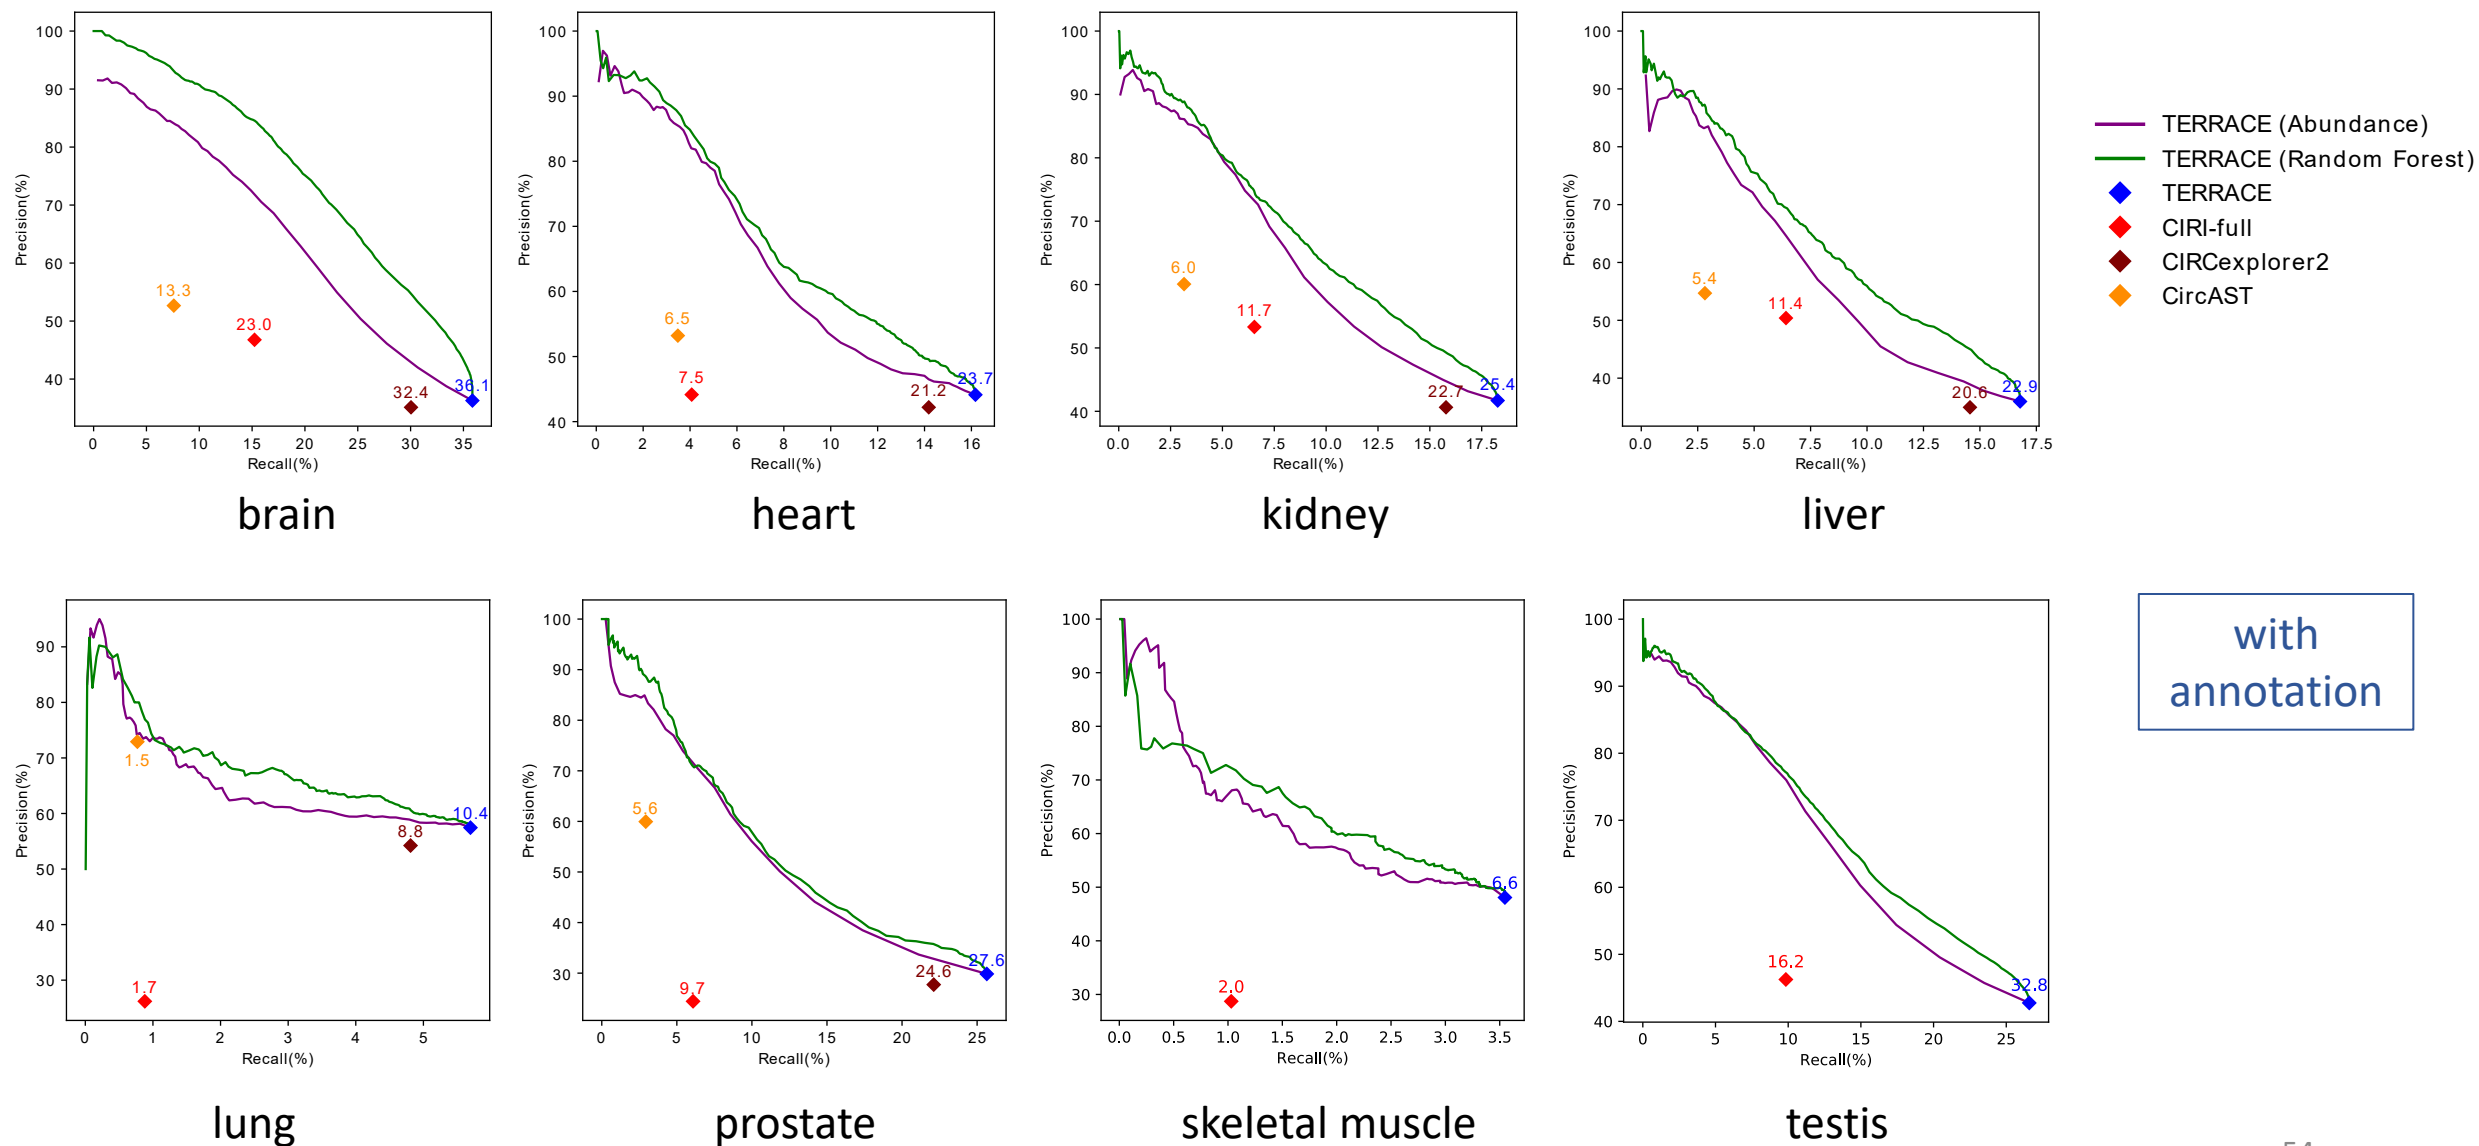 100
90
80
70
60
50
40
Precision(%)
13.3
23.0
32.4
36.1
0 5 10 15 20 25 30 35
Recall(%)
brain
100
90
80
70
60
50
40
Precision(%)
6.5
7.5
21.2
23.7
0 2 4 6 8 10 12 14 16
Recall(%)
heart
100
90
80
70
60
50
40
Precision(%)
6.0
11.7
22.7
25.4
0.0 2.5 5.0 7.5 10.0 12.5 15.0 17.5
Recall(%)
kidney
100
90
80
70
60
50
40
Precision(%)
5.4
11.4
20.6
22.9
0.0 2.5 5.0 7.5 10.0 12.5 15.0 17.5
Recall(%)
liver
TERRACE (Abundance)
TERRACE (Random Forest)
TERRACE
CIRI-full
CIRCexplorer2
CircAST
90
80
70
60
50
40
30
Precision(%)
1.5
1.7
8.8
10.4
0 1 2 3 4 5
Recall(%)
lung
100
90
80
70
60
50
40
30
Precision(%)
5.6
9.7
24.6
27.6
0 5 10 15 20 25
Recall(%)
prostate
100
90
80
70
60
50
40
30
Precision(%)
2.0
6.6
0.0 0.5 1.0 1.5 2.0 2.5 3.0 3.5
Recall(%)
skeletal muscle
100
90
80
70
60
50
40
Precision(%)
16.2
32.8
0 5 10 15 20 25
Recall(%)
testis
with
annotation